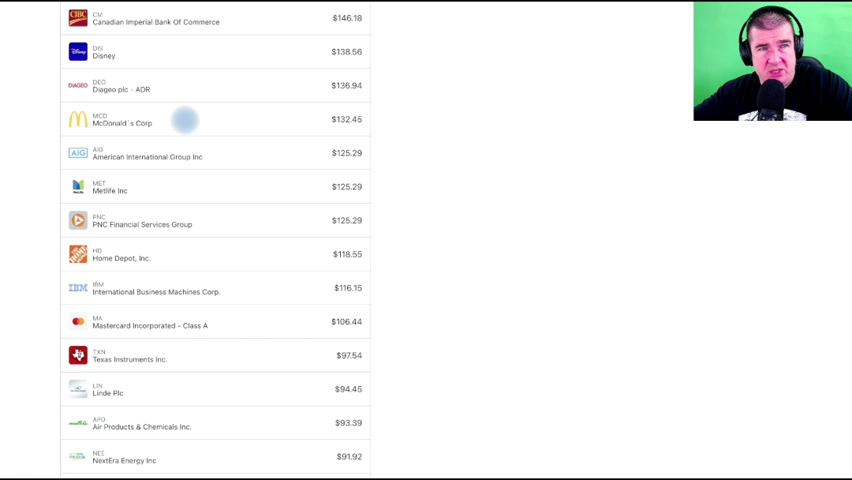 CIBC
CM
Canadian Imperial Bank Of Commerce
$146.18
Disney
DIS
Disney
$138.56
DIAGEO
DEO
Diageo plc - ADR
$136.94
MCD
McDonald`s Corp
$132.45
AIG
AIG
American International Group Inc
$125.29
MetLife
MET
Metlife Inc
$125.29
PNC
PNC Financial Services Group
$125.29
HD
Home Depot, Inc.
$118.55
IBM
IBM
International Business Machines Corp.
$116.15
MA
Mastercard Incorporated - Class A
$106.44
TXN
Texas Instruments Inc.
$97.54
LIN
Linde Plc
$94.45
APD
Air Products & Chemicals Inc.
$93.39
NEE
NextEra Energy Inc
$91.92